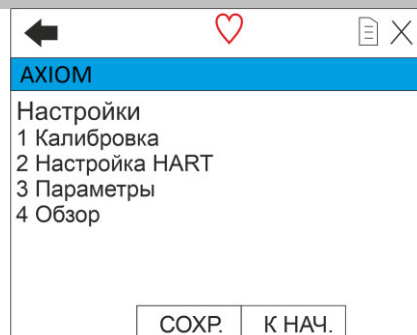 AXIOM
Настройки
1 Калибровка
2 Настройка HART
3 Параметры
4 Обзор
СОХР. К НАЧ.